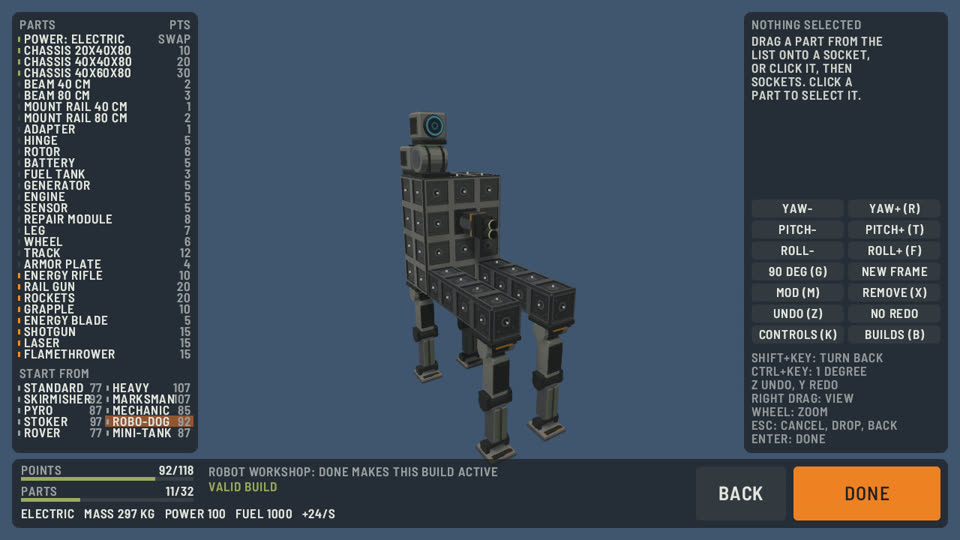 PARTS PTS
POWER: ELECTRIC SWAP
CHASSIS 20X40X80 10
CHASSIS 40X40X80 20
CHASSIS 40X60X80 30
BEAM 40 CM 2
BEAM 80 CM 3
MOUNT RAIL 40 CM 1
MOUNT RAIL 80 CM 2
ADAPTER 1
HINGE 5
ROTOR 6
BATTERY 5
FUEL TANK 3
GENERATOR 5
ENGINE 5
SENSOR 5
REPAIR MODULE 8
LEG 7
WHEEL 6
TRACK 12
ARMOR PLATE 4
ENERGY RIFLE 10
RAIL GUN 20
ROCKETS 20
GRAPPLE 10
ENERGY BLADE 5
SHOTGUN 15
LASER 15
FLAMETHROWER 15
START FROM
STANDARD 77 HEAVY 107
SKIRMISHER 92 MARKSMAN 107
PYRO 87 MECHANIC 85
STOKER 97 ROBO-DOG 92
ROVER 77 MINI-TANK 87
NOTHING SELECTED
DRAG A PART FROM THE
LIST ONTO A SOCKET,
OR CLICK IT, THEN
SOCKETS. CLICK A
PART TO SELECT IT.
YAW- YAW+ (R)
PITCH- PITCH+ (T)
ROLL- ROLL+ (F)
90 DEG (G) NEW FRAME
MOD (M) REMOVE (X)
UNDO (Z) NO REDO
CONTROLS (K) BUILDS (B)
SHIFT+KEY: TURN BACK
CTRL+KEY: 1 DEGREE
Z UNDO, Y REDO
RIGHT DRAG: VIEW
WHEEL: ZOOM
ESC: CANCEL, DROP, BACK
ENTER: DONE
POINTS 92/118
PARTS 11/32
ELECTRIC MASS 297 KG POWER 100 FUEL 1000 +24/S
ROBOT WORKSHOP: DONE MAKES THIS BUILD ACTIVE
VALID BUILD
BACK DONE